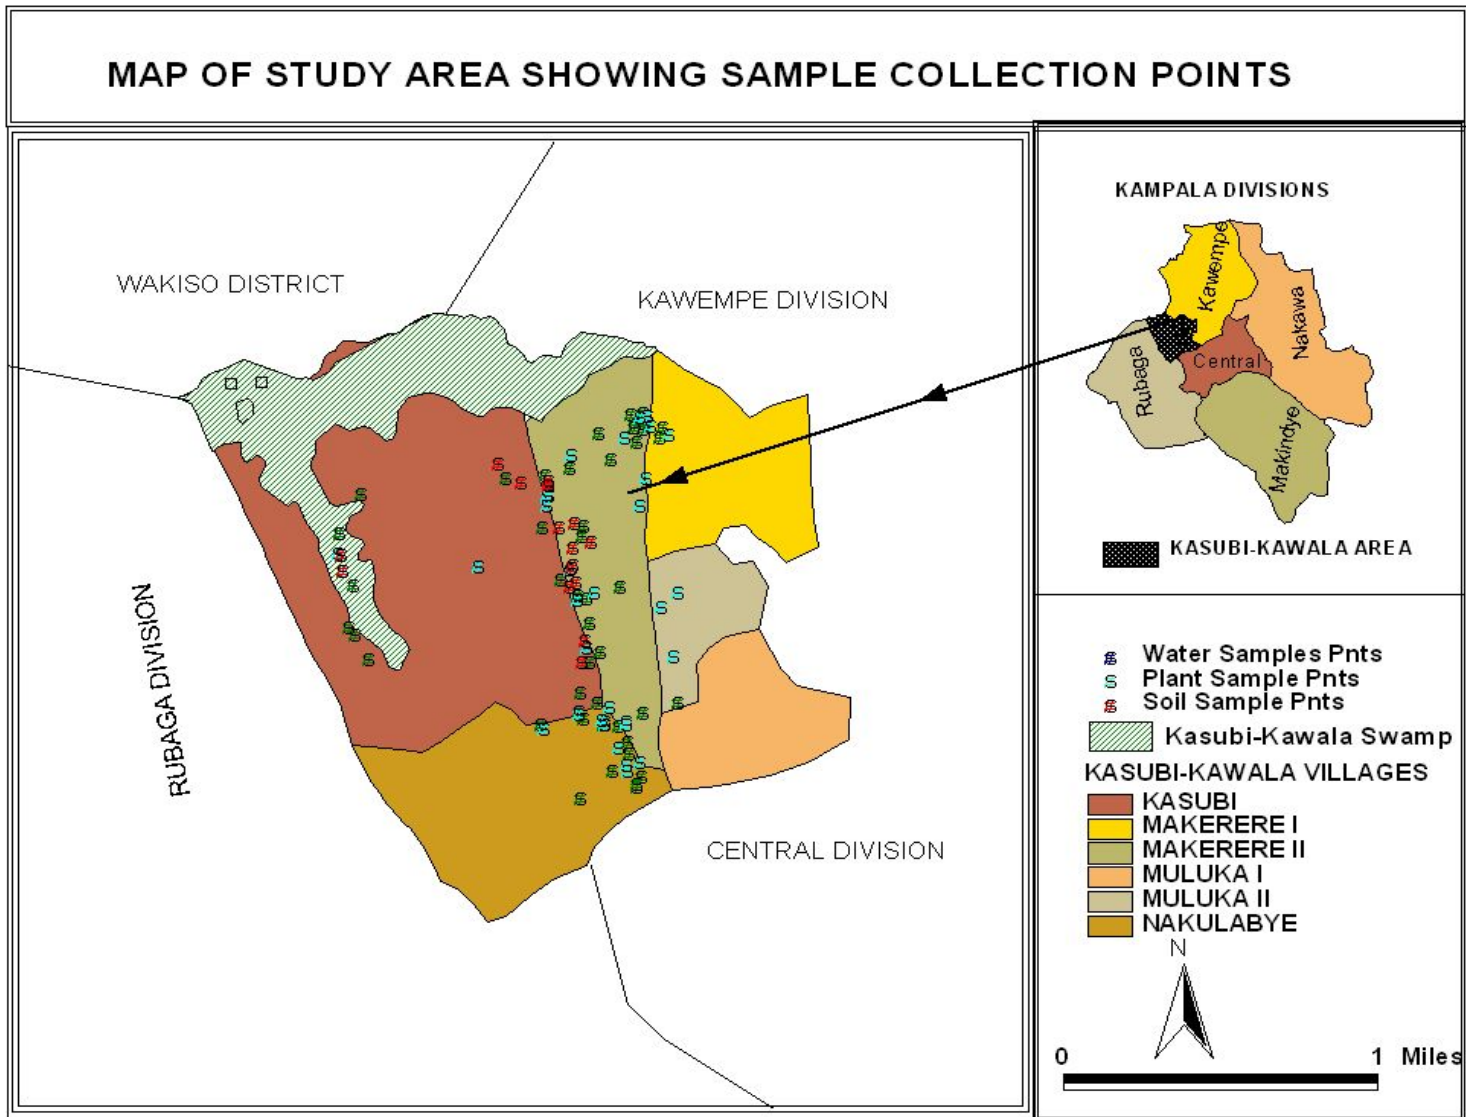 MAP OF STUDY AREA SHOWING SAMPLE COLLECTION POINTS
WAKISO DISTRICT
KAWEMPE DIVISION
RUBAGA DIVISION
CENTRAL DIVISION
KAMPALA DIVISIONS
Kawempe
Nakawa
Rubaga
Central
Makindye
KASUBI-KAWALA AREA
Water Samples Pnts
Plant Sample Pnts
Soil Sample Pnts
Kasubi-Kawala Swamp
KASUBI-KAWALA VILLAGES
KASUBI
MAKERERE I
MAKERERE II
MULUKA I
MULUKA II
NAKULABYE
N
0 1 Miles